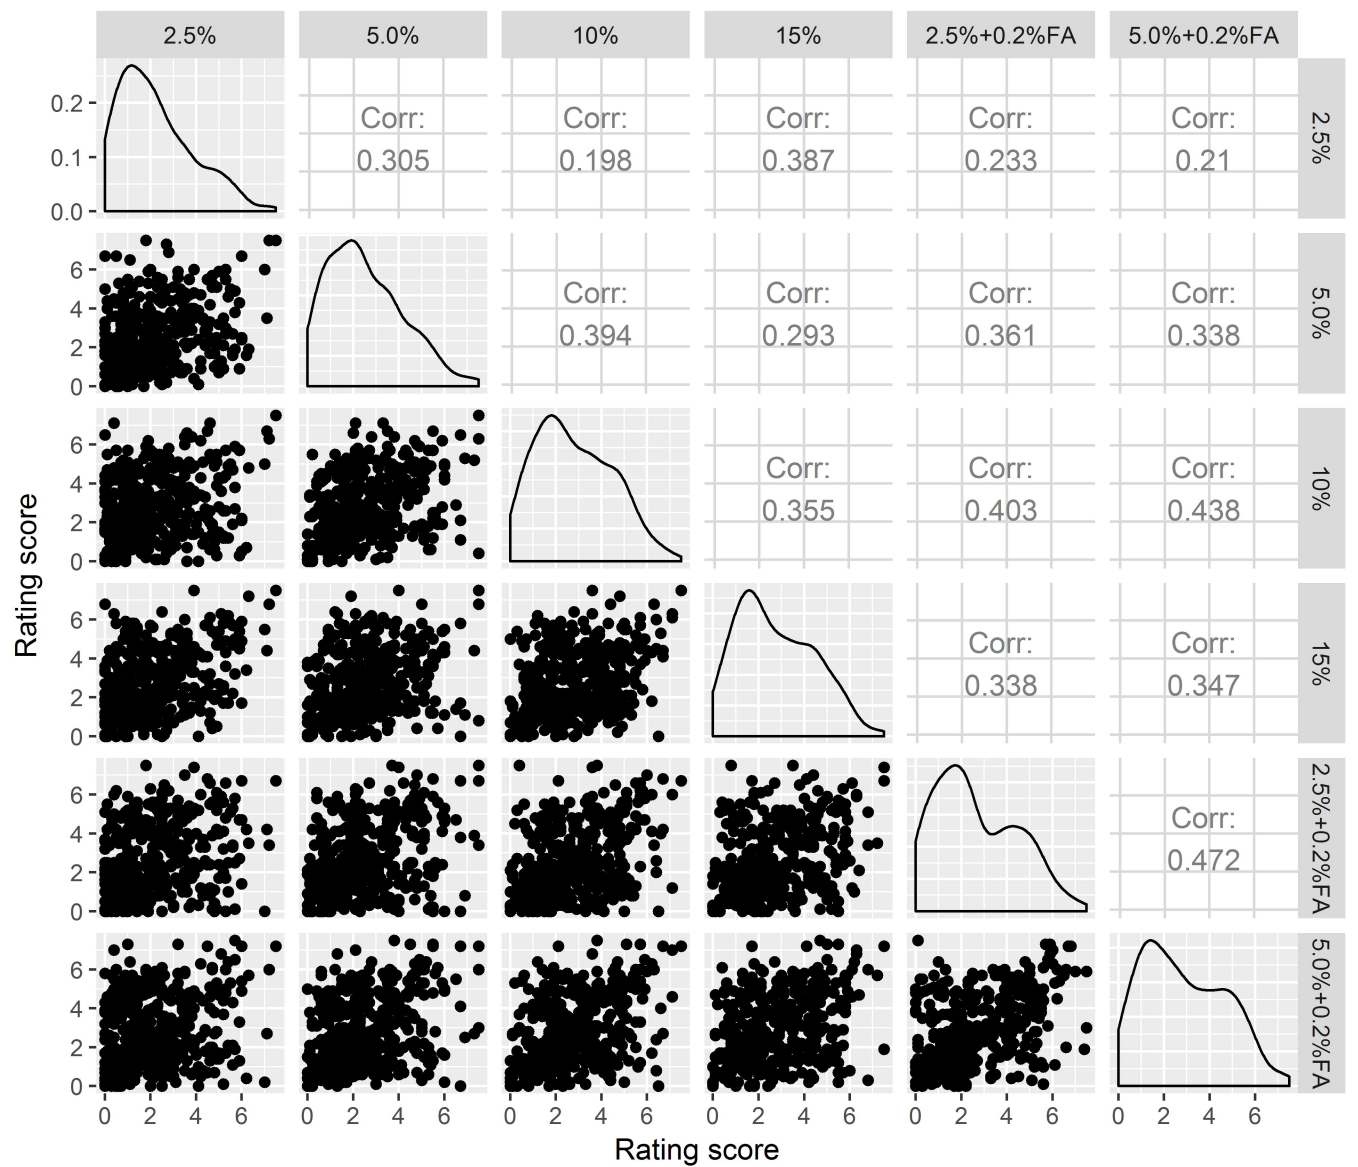 2.5% 5.0% 10% 15% 2.5%+0.2%FA 5.0%+0.2%FA
0.2
0.1
0.0
Corr: Corr: Corr: Corr: Corr:
0.305 0.198 0.387 0.233 0.21
2.5%
6
4
2
0
Corr: Corr: Corr: Corr:
0.394 0.293 0.361 0.338
5.0%
6
4
2
0
Corr: Corr: Corr:
0.355 0.403 0.438
10%
Rating score
6
4
2
0
Corr: Corr:
0.338 0.347
15%
6
4
2
0
Corr:
0.472
2.5%+0.2%FA
6
4
2
0
5.0%+0.2%FA
0 2 4 6 0 2 4 6 0 2 4 6 0 2 4 6 0 2 4 6 0 2 4 6
Rating score